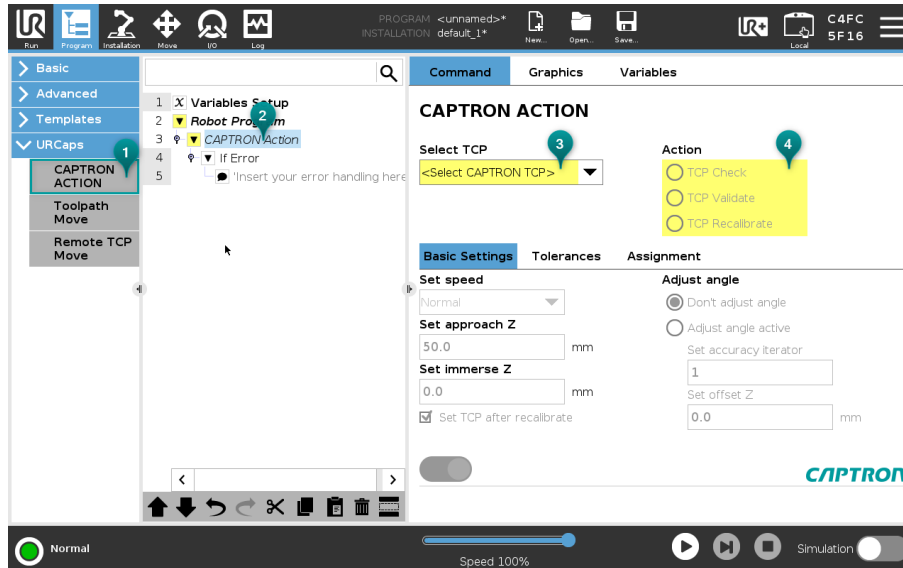 PROGRAM <unnamed>*
INSTALLATION default_1*
C4FC
5F16
Run Program Installation Move I/O Log New... Open... Save... Local
Basic
Advanced
Templates
URCaps
CAPTRON
ACTION
Toolpath
Move
Remote TCP
Move
1
1 X Variables Setup
2 Robot Program
2
3 CAPTRON Action
4 If Error
5 'Insert your error handling here
Command Graphics Variables
CAPTRON ACTION
Select TCP
3
<Select CAPTRON TCP>
Action
4
TCP Check
TCP Validate
TCP Recalibrate
Basic Settings Tolerances Assignment
Set speed
Normal
Set approach Z
50.0 mm
Set immerse Z
0.0 mm
Set TCP after recalibrate
Adjust angle
Don't adjust angle
Adjust angle active
Set accuracy iterator
1
Set offset Z
0.0 mm
CAPTRON
Normal
Speed 100%
Simulation